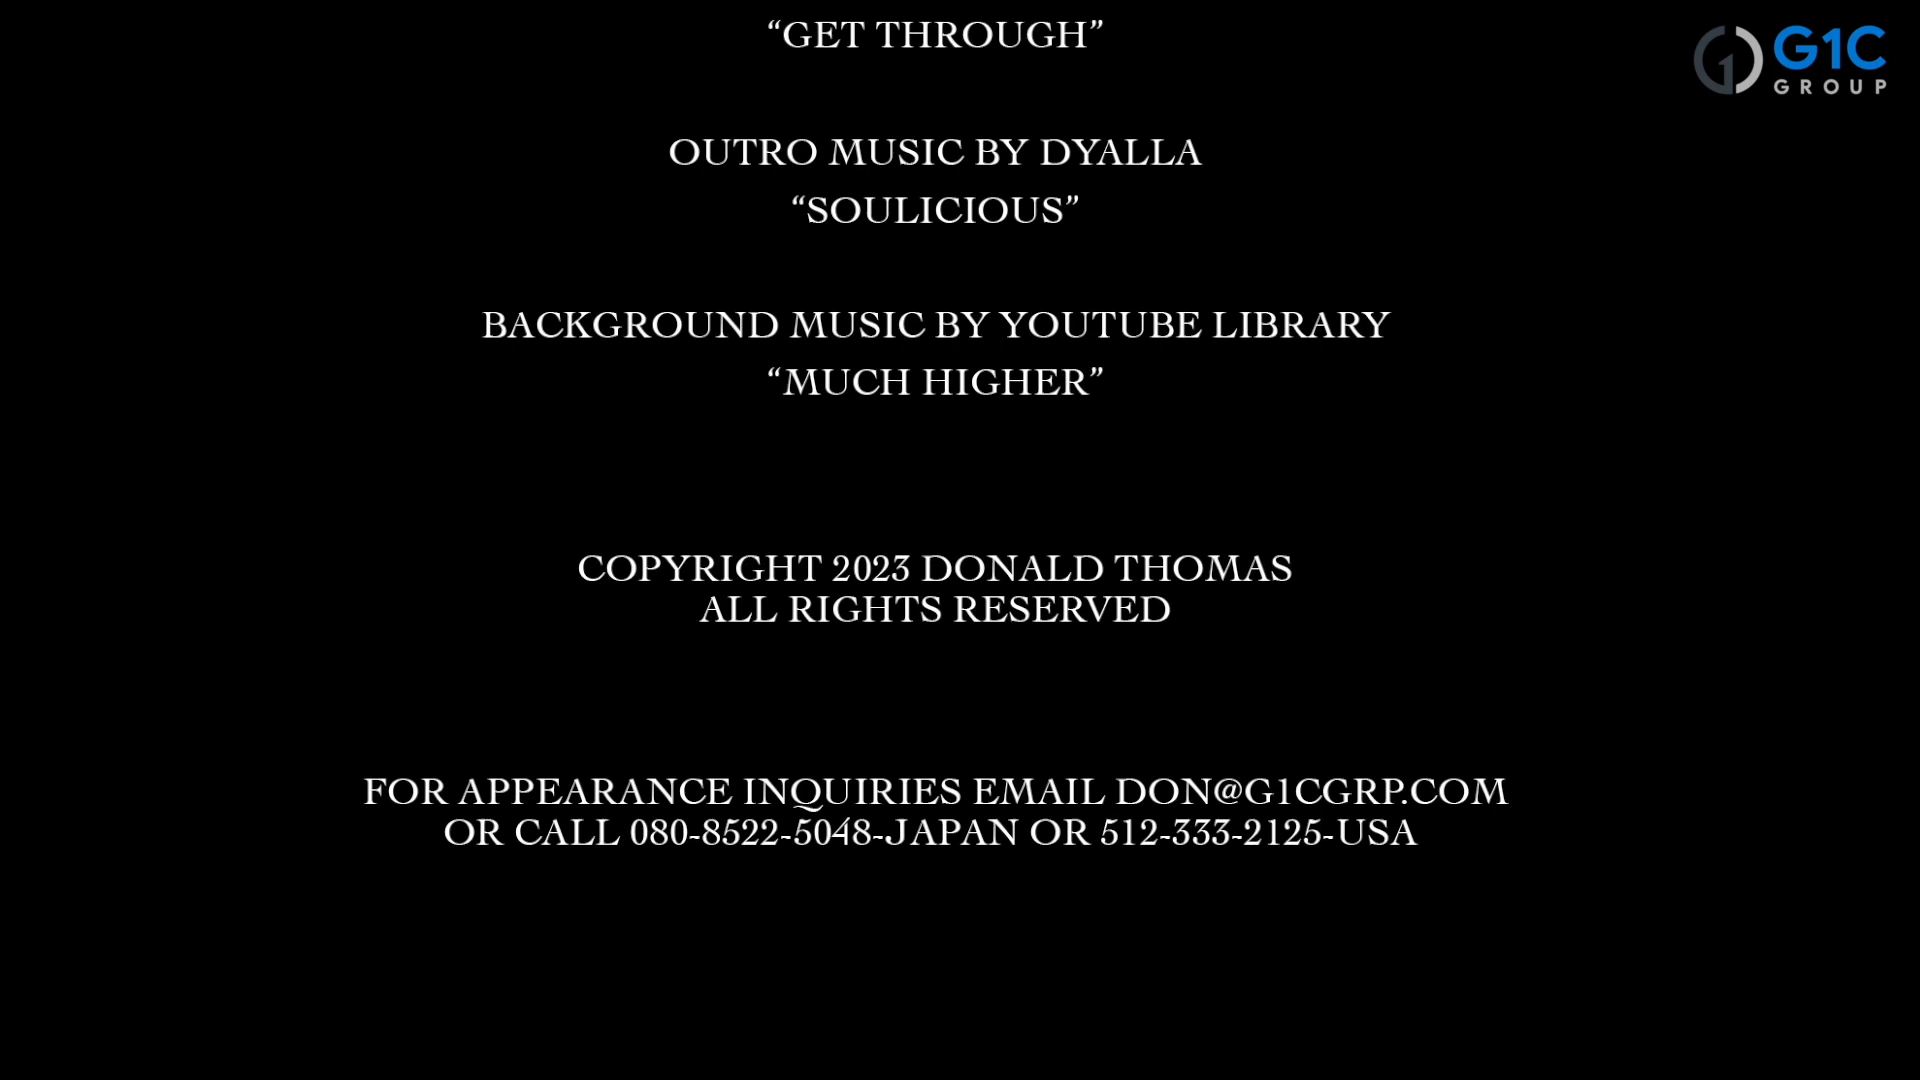 “GET THROUGH”
G1C
GROUP
OUTRO MUSIC BY DYALLA
“SOULICIOUS”
BACKGROUND MUSIC BY YOUTUBE LIBRARY
“MUCH HIGHER”
COPYRIGHT 2023 DONALD THOMAS
ALL RIGHTS RESERVED
FOR APPEARANCE INQUIRIES EMAIL DON@G1CGRP.COM
OR CALL 080-8522-5048-JAPAN OR 512-333-2125-USA